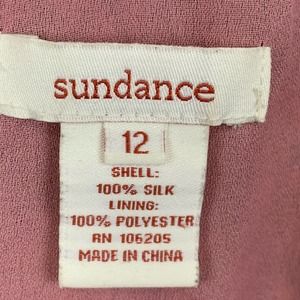 sundance
12
SHELL:
100% SILK
LINING:
100% POLYESTER
RN 106205
MADE IN CHINA